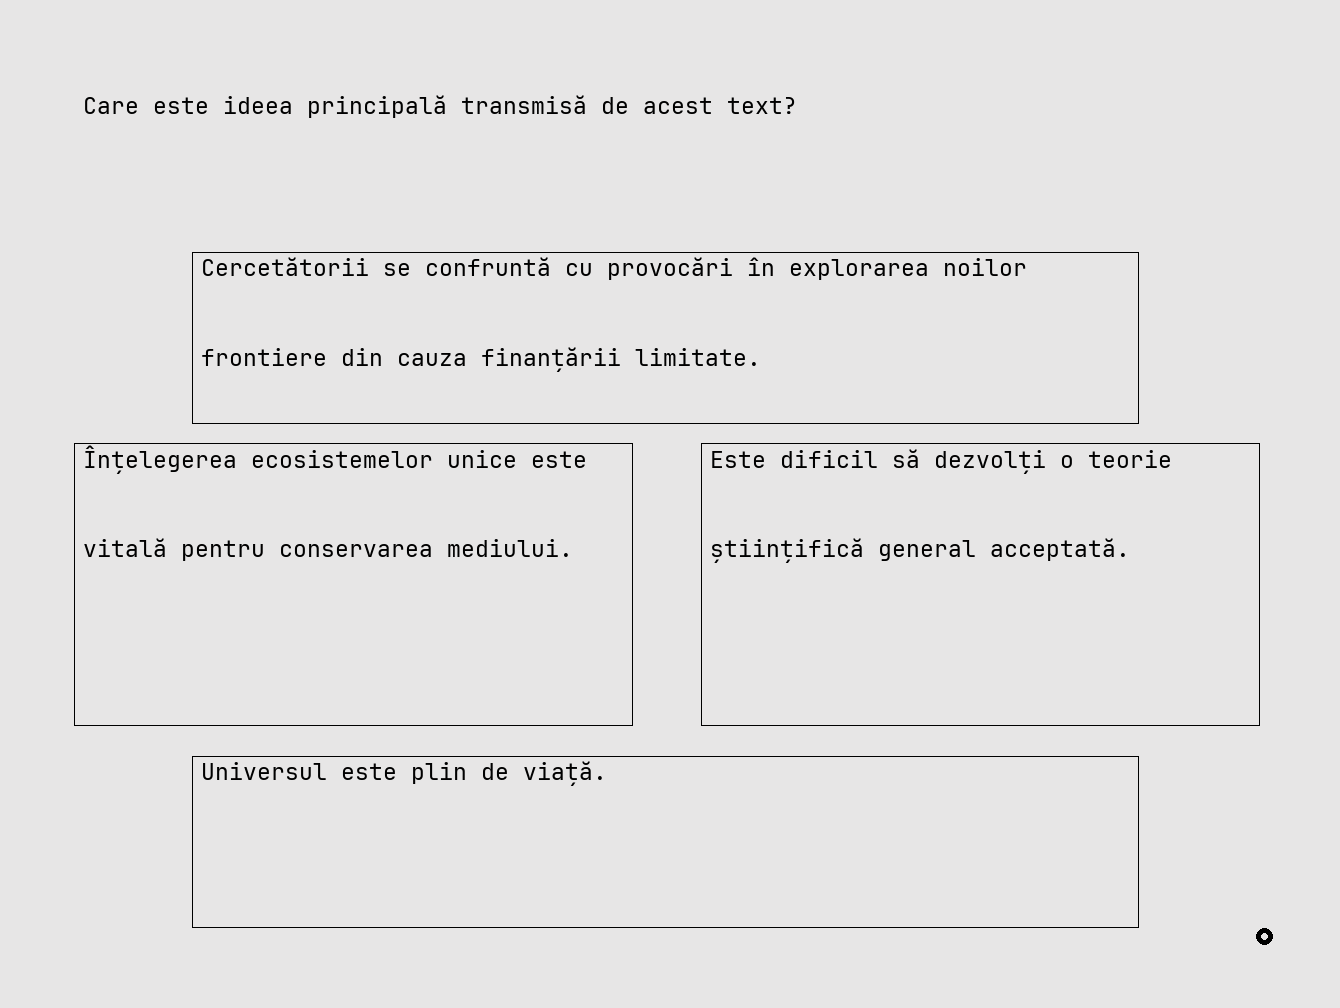 Care este ideea principală transmisă de acest text?
Cercetătorii se confruntă cu provocări în explorarea noilor
frontiere din cauza finanțării limitate.
Înțelegerea ecosistemelor unice este
vitală pentru conservarea mediului.
Este dificil să dezvolți o teorie
științifică general acceptată.
Universul este plin de viață.